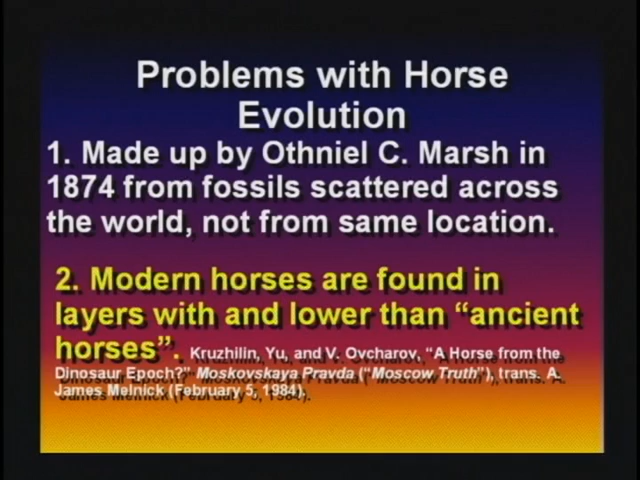 Problems with Horse
Evolution
1. Made up by Othniel C. Marsh in
1874 from fossils scattered across
the world, not from same location.
2. Modern horses are found in
layers with and lower than “ancient
horses”. Kruzhilin, Yu, and V. Ovcharov, “A Horse from the
Dinosaur Epoch?” Moskovskaya Pravda (“Moscow Truth”), trans. A.
James Melnick (February 5, 1984).